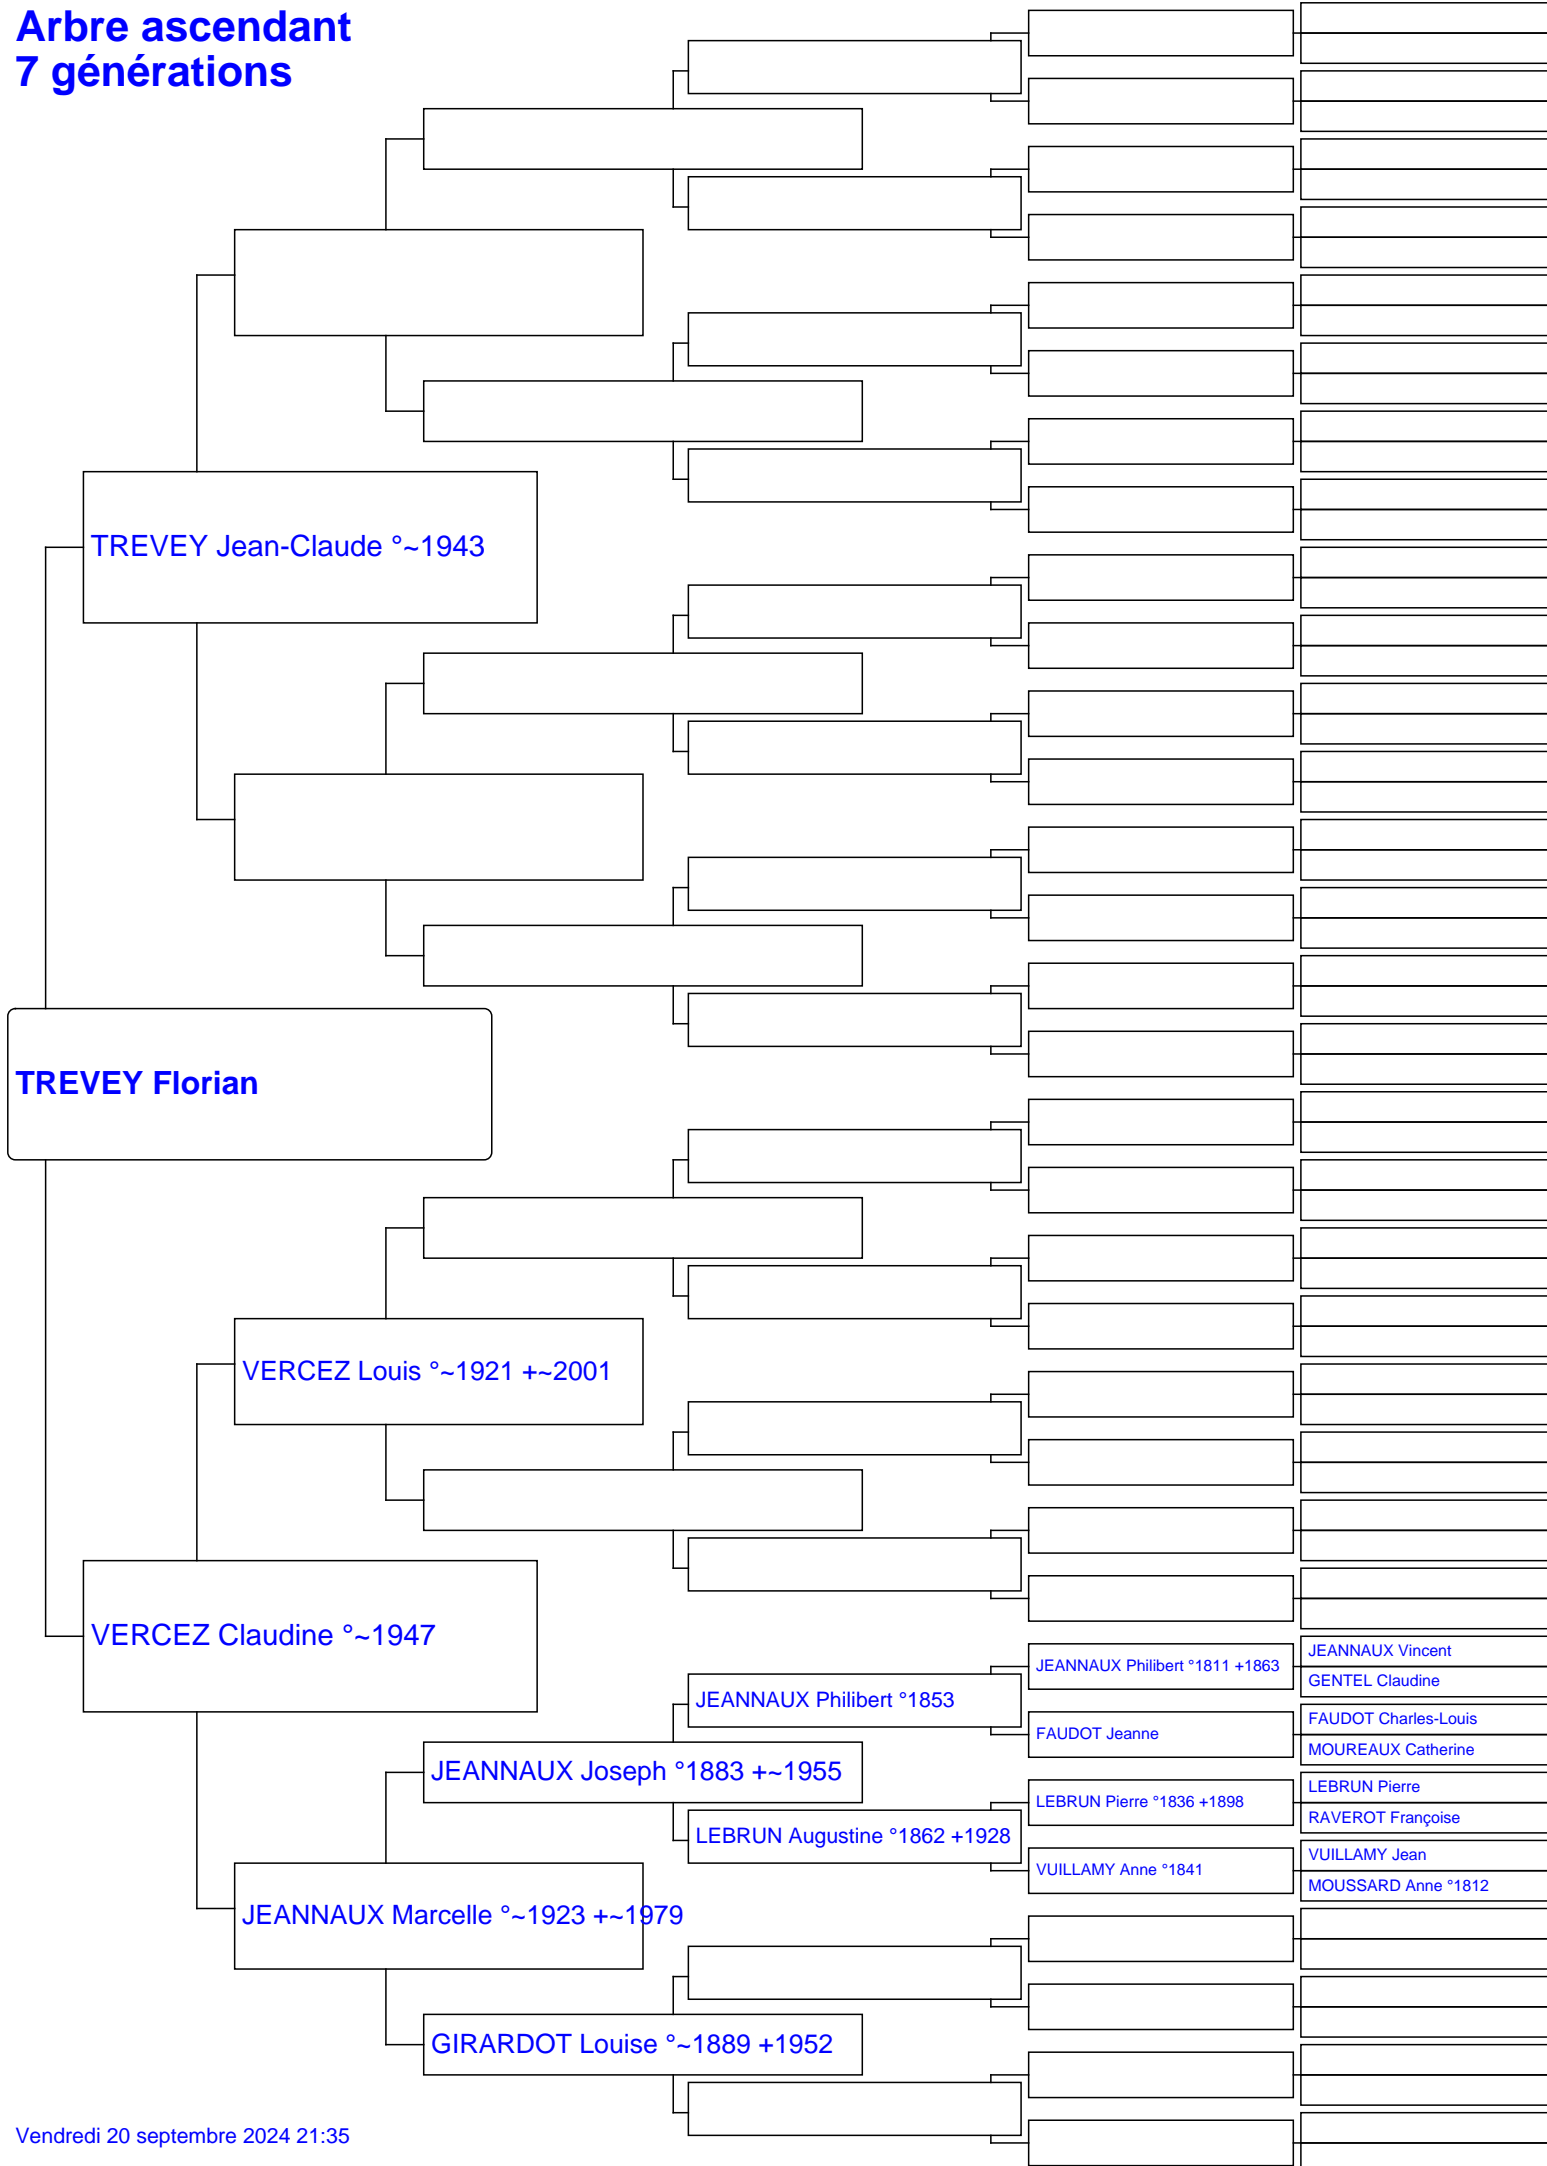 Arbre ascendant
7 générations
TREVEY Jean-Claude °~1943
TREVEY Florian
VERCEZ Louis °~1921 +~2001
VERCEZ Claudine °~1947
JEANNAUX Vincent
JEANNAUX Philibert °1811 +1863
GENTEL Claudine
JEANNAUX Philibert °1853
FAUDOT Charles-Louis
FAUDOT Jeanne
MOUREAUX Catherine
JEANNAUX Joseph °1883 +~1955
LEBRUN Pierre
LEBRUN Pierre °1836 +1898
RAVEROT Françoise
LEBRUN Augustine °1862 +1928
VUILLAMY Jean
VUILLAMY Anne °1841
MOUSSARD Anne °1812
JEANNAUX Marcelle °~1923 +~1979
GIRARDOT Louise °~1889 +1952
Vendredi 20 septembre 2024 21:35